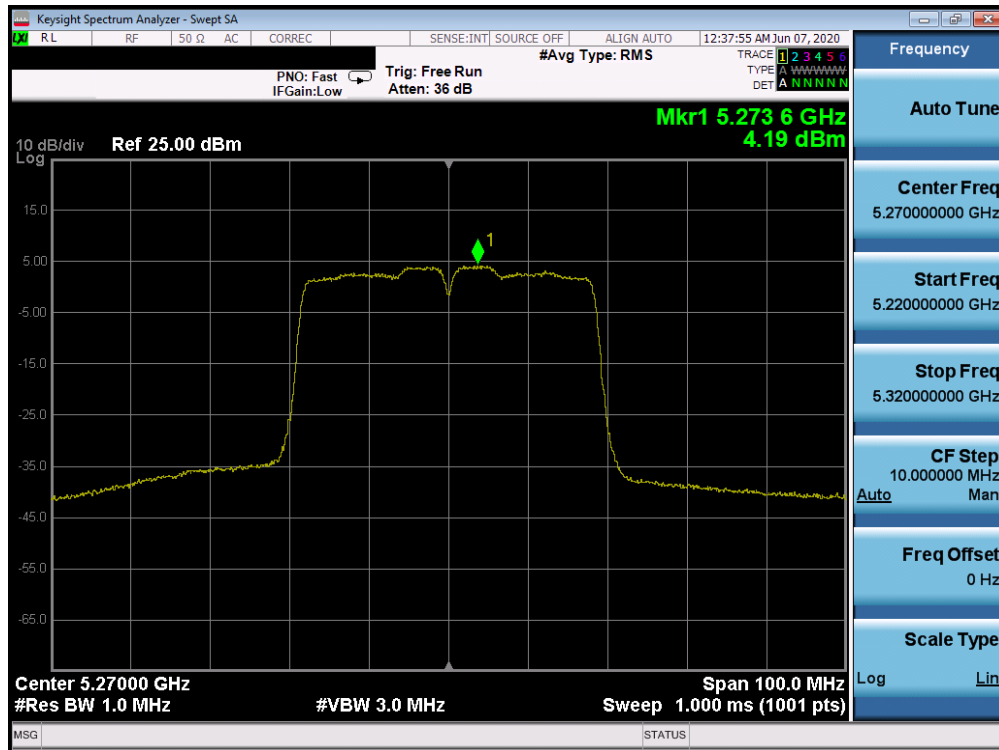 Keysight Spectrum Analyzer - Swept SA
LXI RL RF 50 Ω AC CORREC SENSE:INT SOURCE OFF ALIGN AUTO 12:37:55 AM Jun 07, 2020
#Avg Type: RMS
TRACE 1 2 3 4 5 6
PNO: Fast Trig: Free Run
TYPE A WWWWW
IFGain:Low Atten: 36 dB
DET A N N N N N
Mkr1 5.273 6 GHz
4.19 dBm
10 dB/div Ref 25.00 dBm
Log
15.0
5.00
-5.00
-15.0
-25.0
-35.0
-45.0
-55.0
-65.0
1
Center 5.27000 GHz Span 100.0 MHz
#Res BW 1.0 MHz #VBW 3.0 MHz Sweep 1.000 ms (1001 pts)
MSG STATUS
Frequency
Auto Tune
Center Freq
5.270000000 GHz
Start Freq
5.220000000 GHz
Stop Freq
5.320000000 GHz
CF Step
10.000000 MHz
Auto Man
Freq Offset
0 Hz
Scale Type
Log Lin